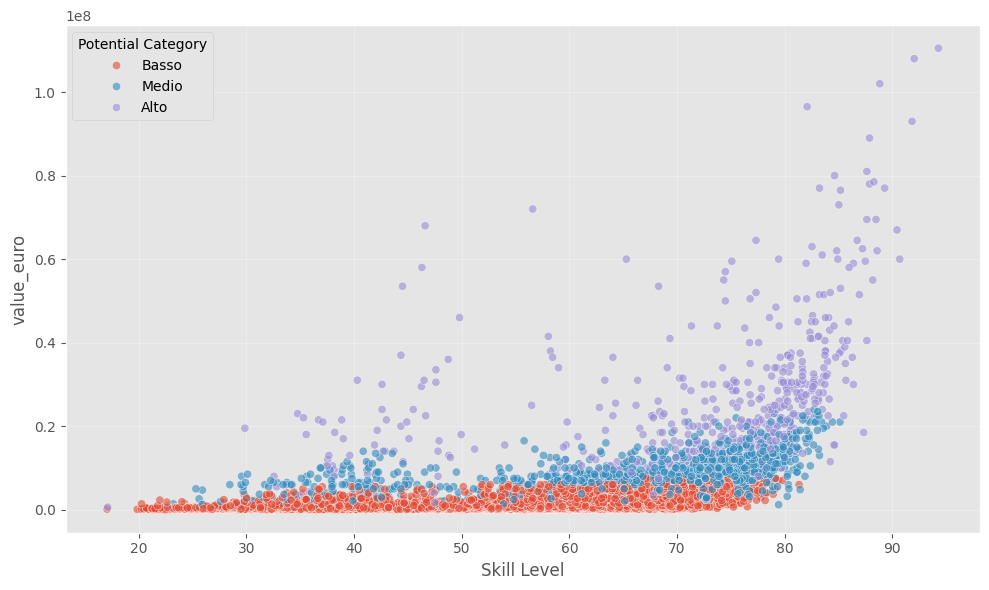 1e8
Potential Category
Basso
Medio
Alto
1.0
0.8
0.6
0.4
0.2
0.0
value_euro
20 30 40 50 60 70 80 90
Skill Level